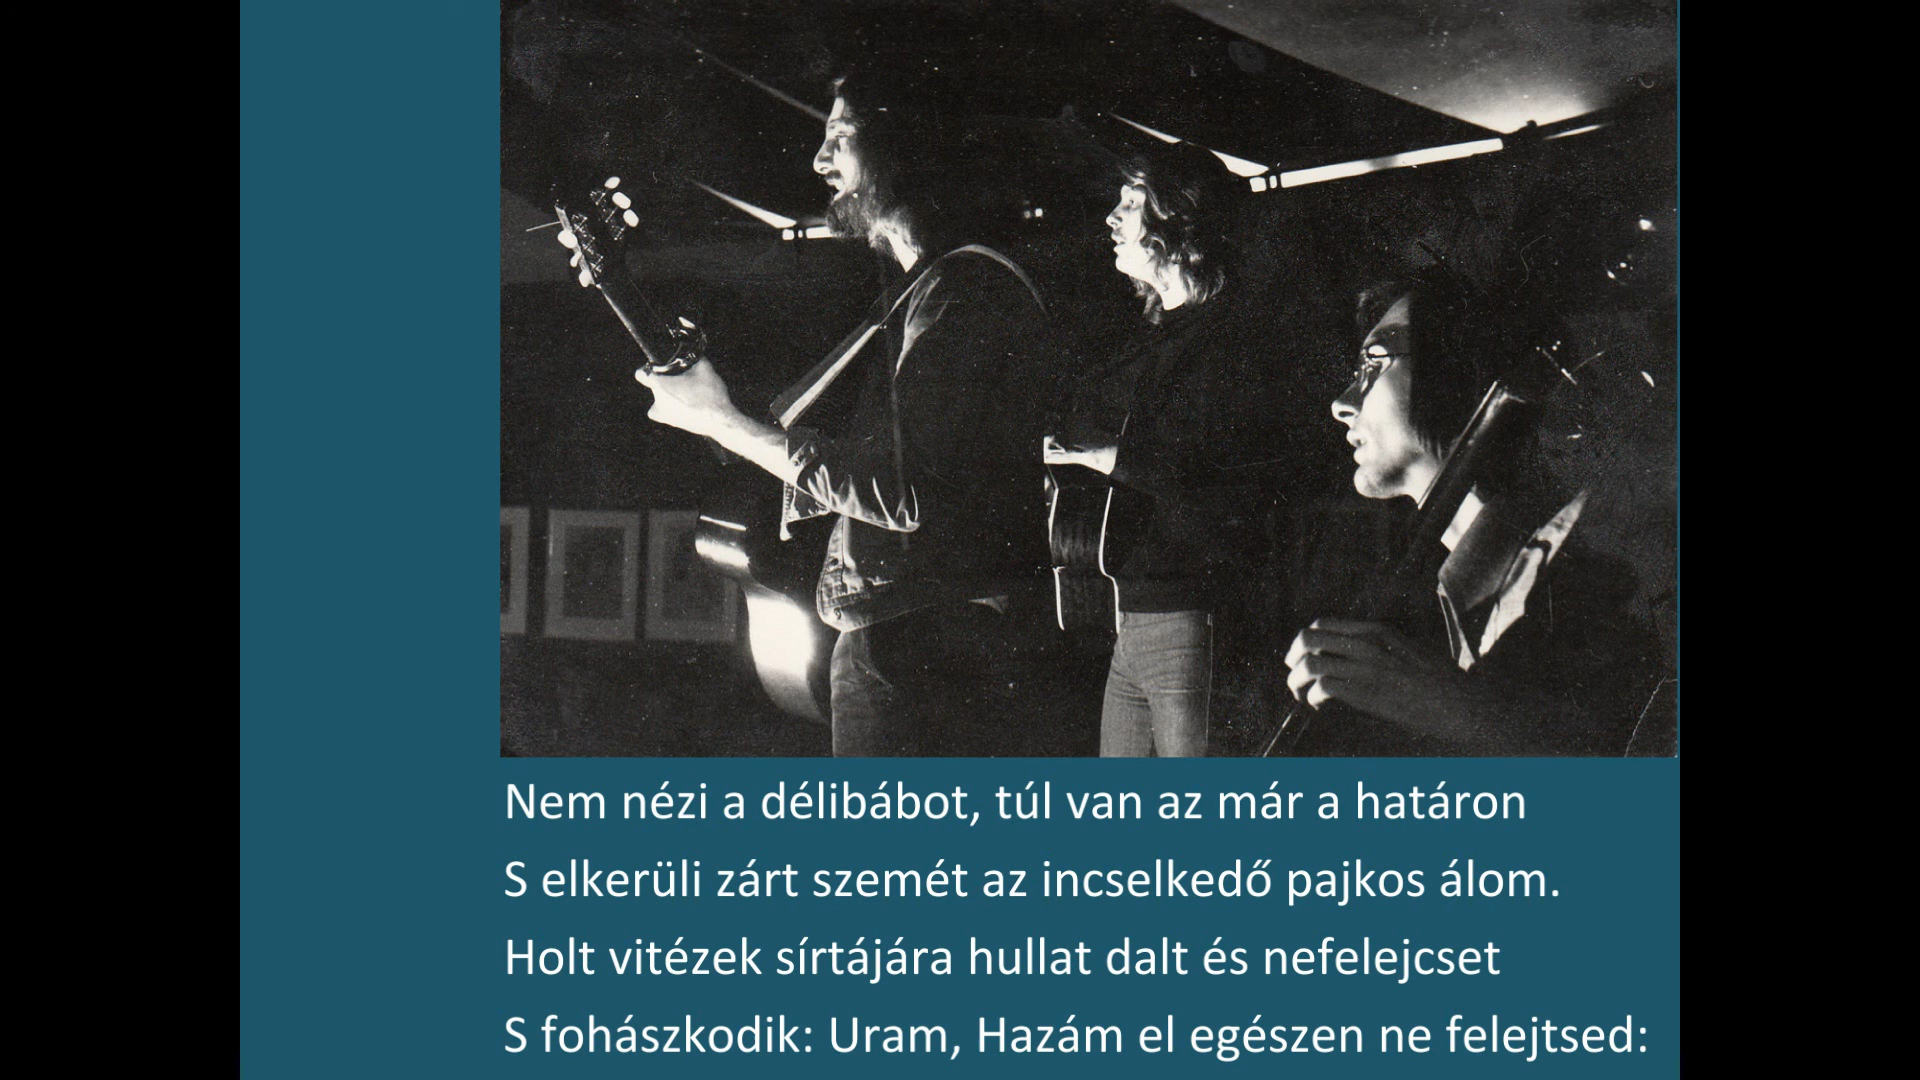 Nem nézi a délibábot, túl van az már a határon
S elkerüli zárt szemét az incselkedő pajkos álom.
Holt vitézek sírtájára hullat dalt és nefelejcset
S fohászkodik: Uram, Hazám el egészen ne felejtsed: